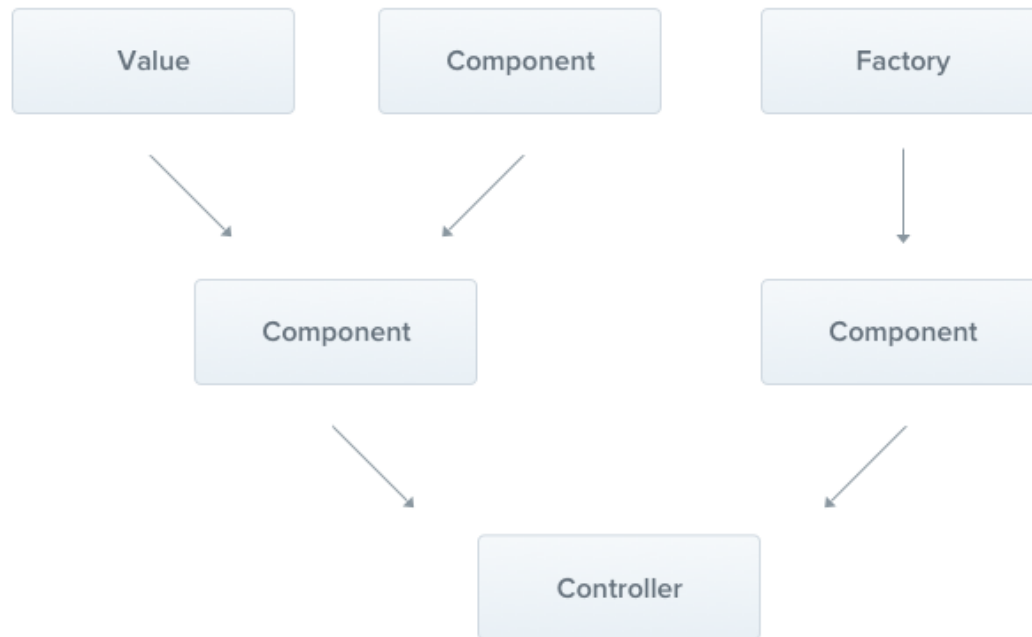 Value
Component
Factory
Component
Component
Controller